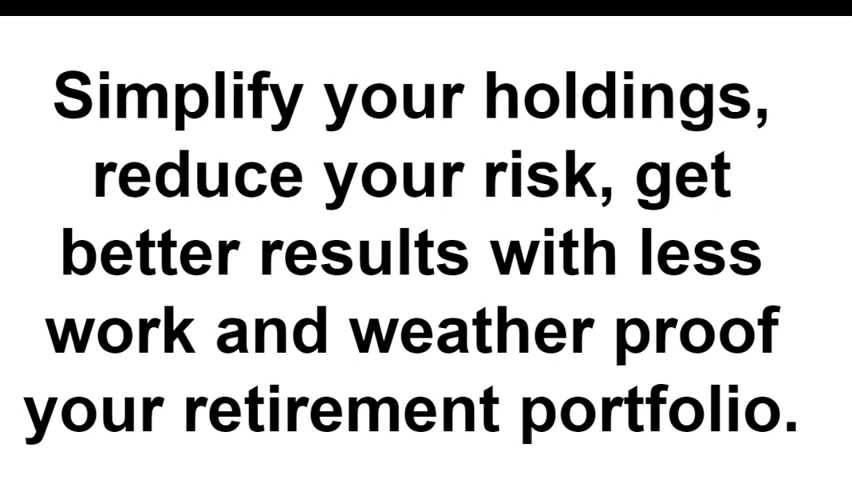 Simplify your holdings,
reduce your risk, get
better results with less
work and weather proof
your retirement portfolio.